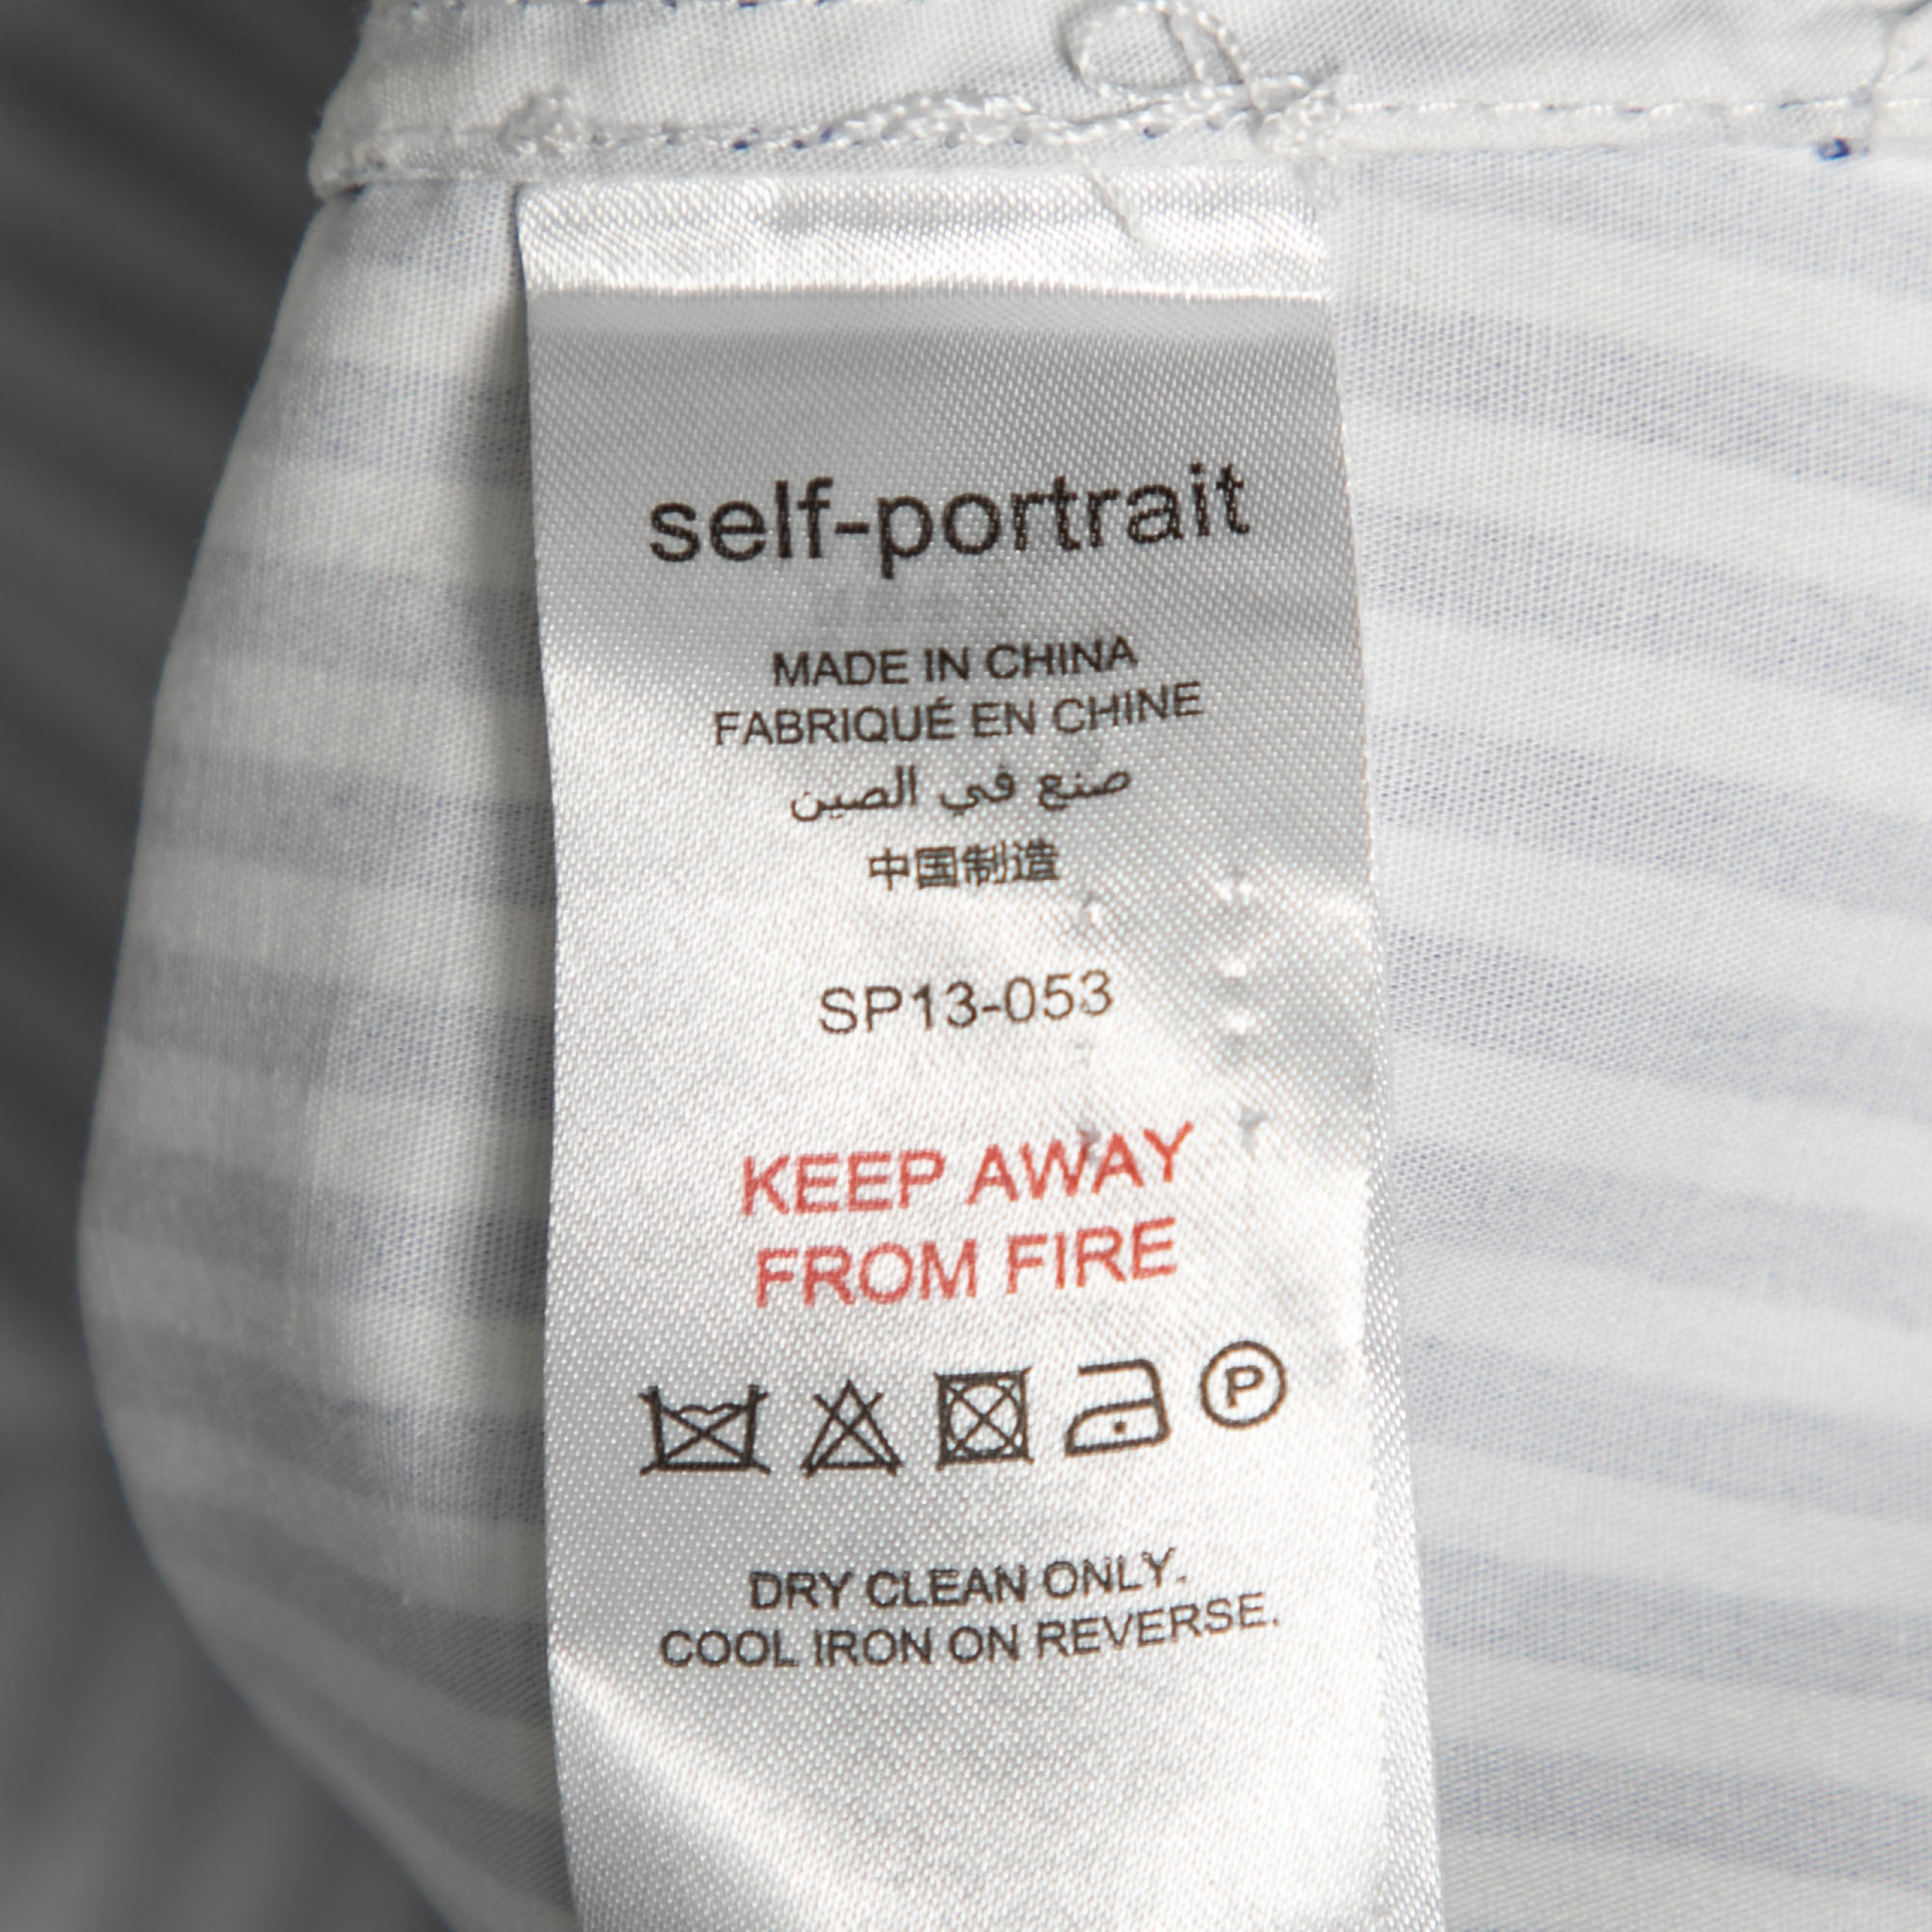 self-portrait
MADE IN CHINA
FABRIQUÉ EN CHINE
صنع في الصين
中国制造
SP13-053
KEEP AWAY
FROM FIRE
P
DRY CLEAN ONLY.
COOL IRON ON REVERSE.